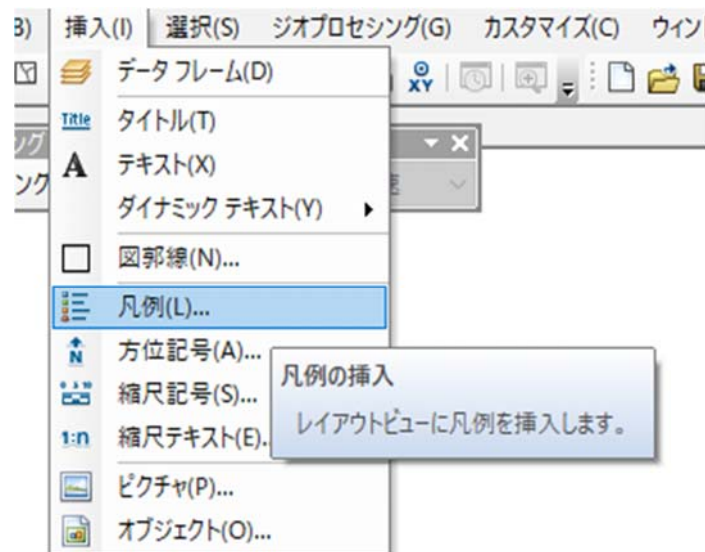 B) 挿入(I) 選択(S) ジオプロセシング(G) カスタマイズ(C) ウィン
データ フレーム(D)
XY
Title タイトル(T)
ング
A テキスト(X)
ング
ダイナミック テキスト(Y)
図郭線(N)...
凡例(L)...
N 方位記号(A)...
凡例の挿入
縮尺記号(S)...
レイアウトビューに凡例を挿入します。
1:n 縮尺テキスト(E)..
ピクチャ(P)...
オブジェクト(O)...